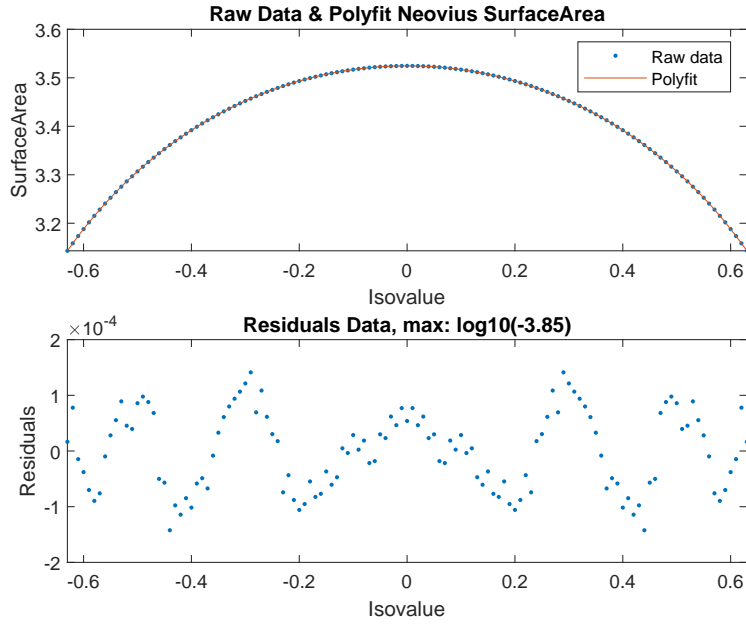 Raw Data & Polyfit Neovius SurfaceArea
3.6
3.5
3.4
3.3
3.2
SurfaceArea
Raw data
Polyfit
-0.6 -0.4 -0.2 0 0.2 0.4 0.6
Isovalue
×10-4
Residuals Data, max: log10(-3.85)
2
1
0
-1
-2
Residuals
-0.6 -0.4 -0.2 0 0.2 0.4 0.6
Isovalue